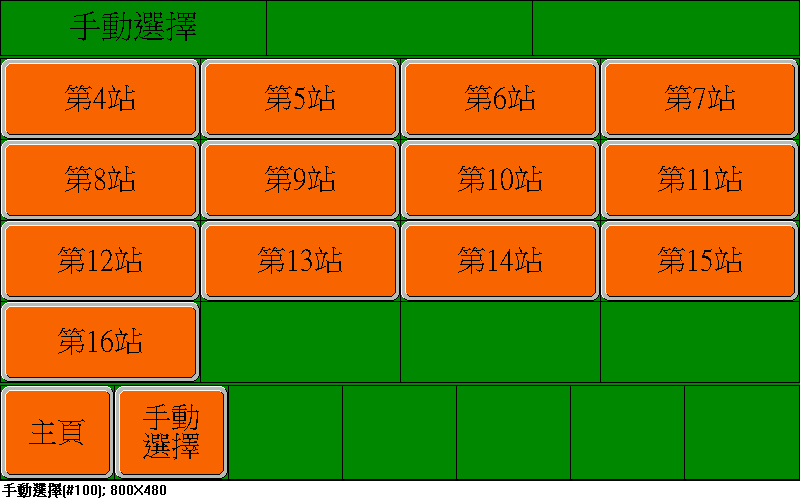 手動選擇
第4站
第5站
第6站
第7站
第8站
第9站
第10站
第11站
第12站
第13站
第14站
第15站
第16站
主頁
手動
選擇
手動選擇(#100); 800X480